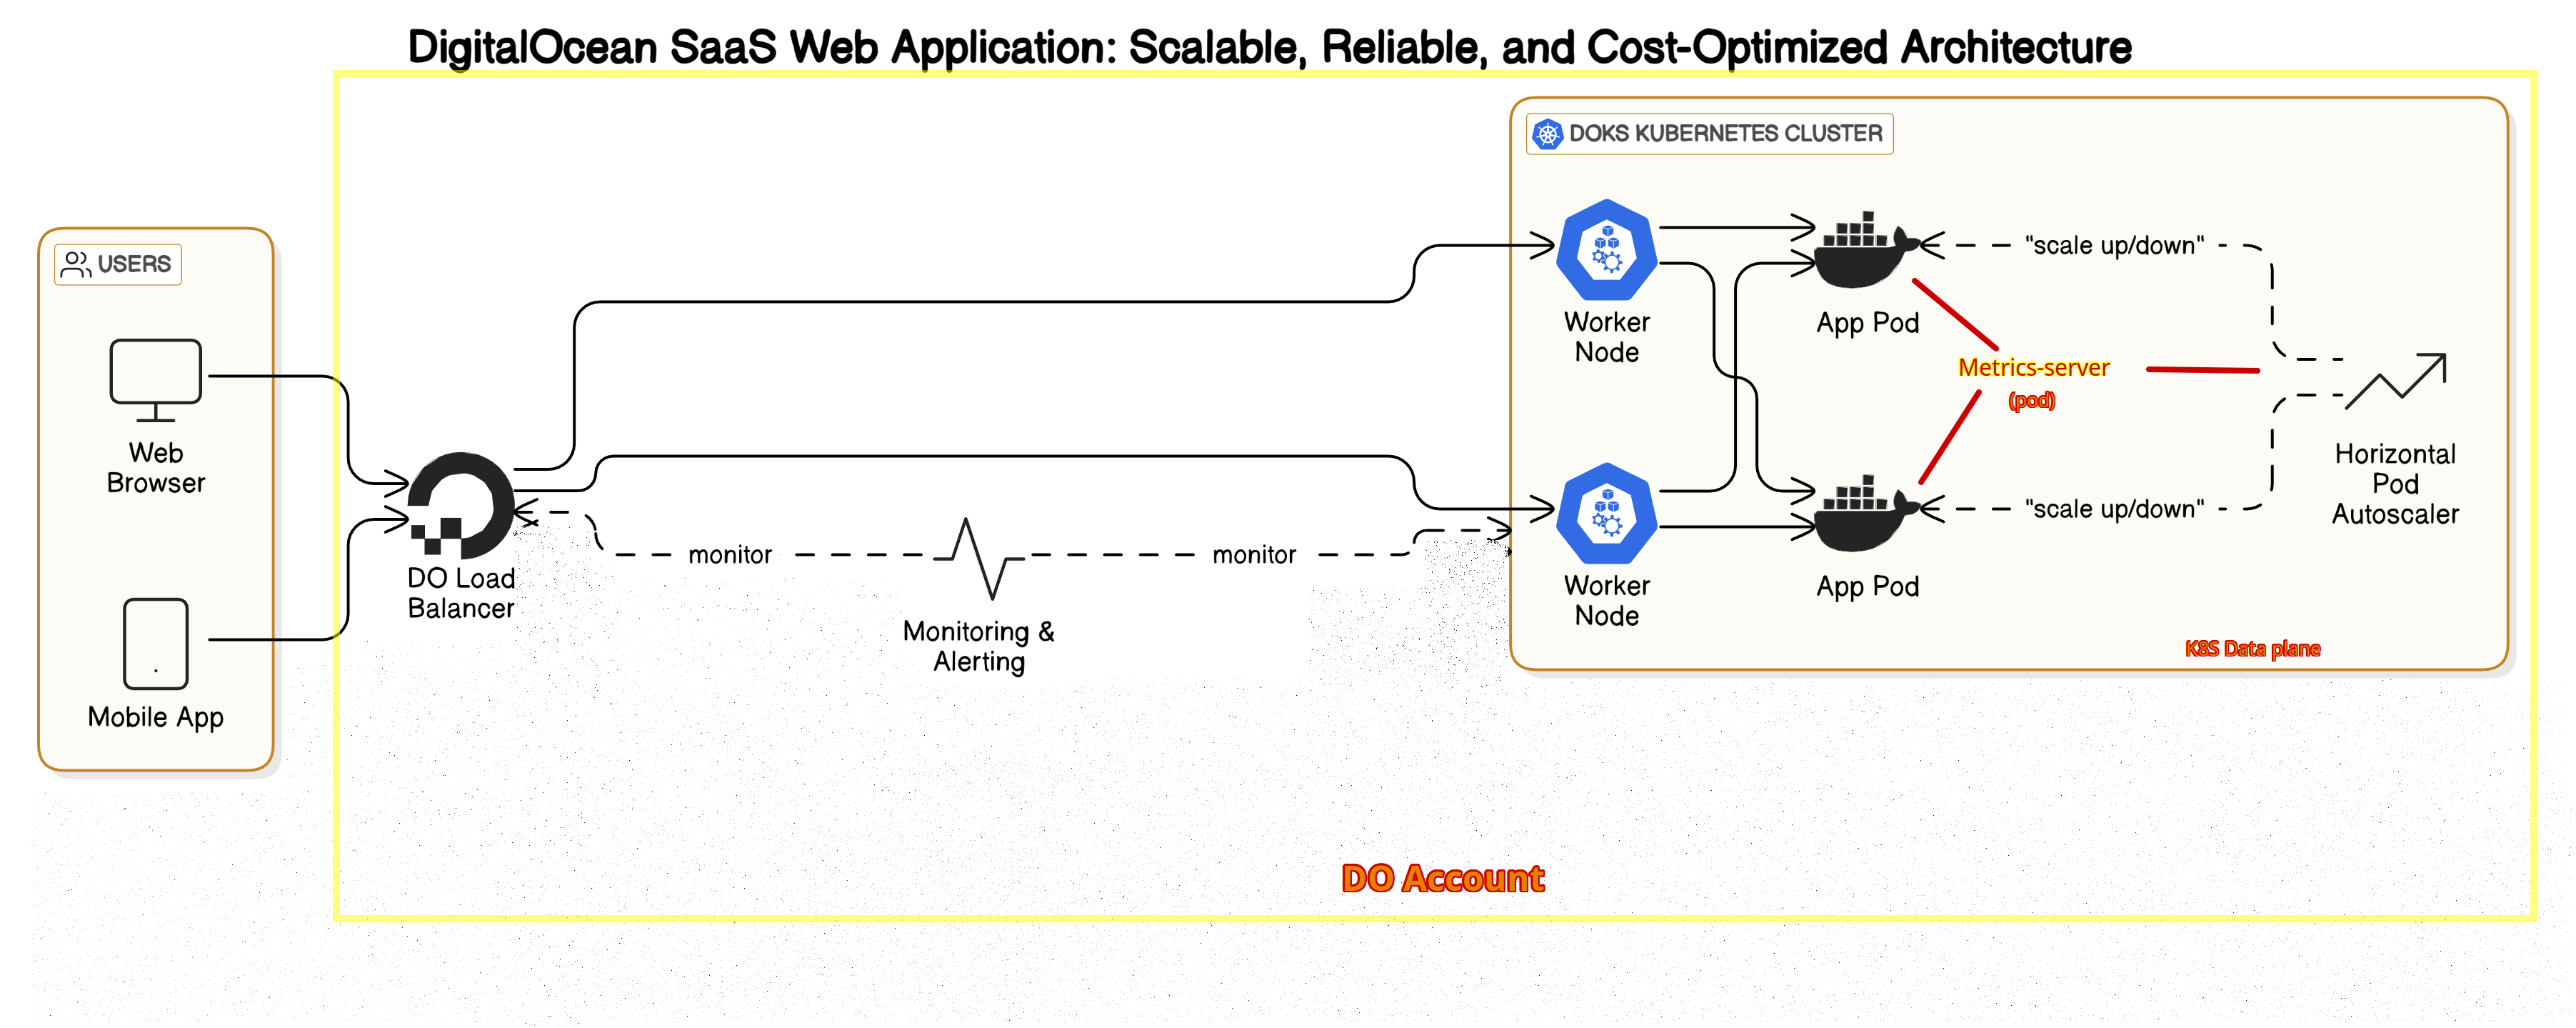 DigitalOcean SaaS Web Application: Scalable, Reliable, and Cost-Optimized Architecture
USERS
Web
Browser
Mobile App
DO Load
Balancer
monitor
Monitoring &
Alerting
monitor
DOKS KUBERNETES CLUSTER
Worker
Node
Worker
Node
App Pod
App Pod
"scale up/down"
Metrics-server
(pod)
"scale up/down"
Horizontal
Pod
Autoscaler
K8S Data plane
DO Account